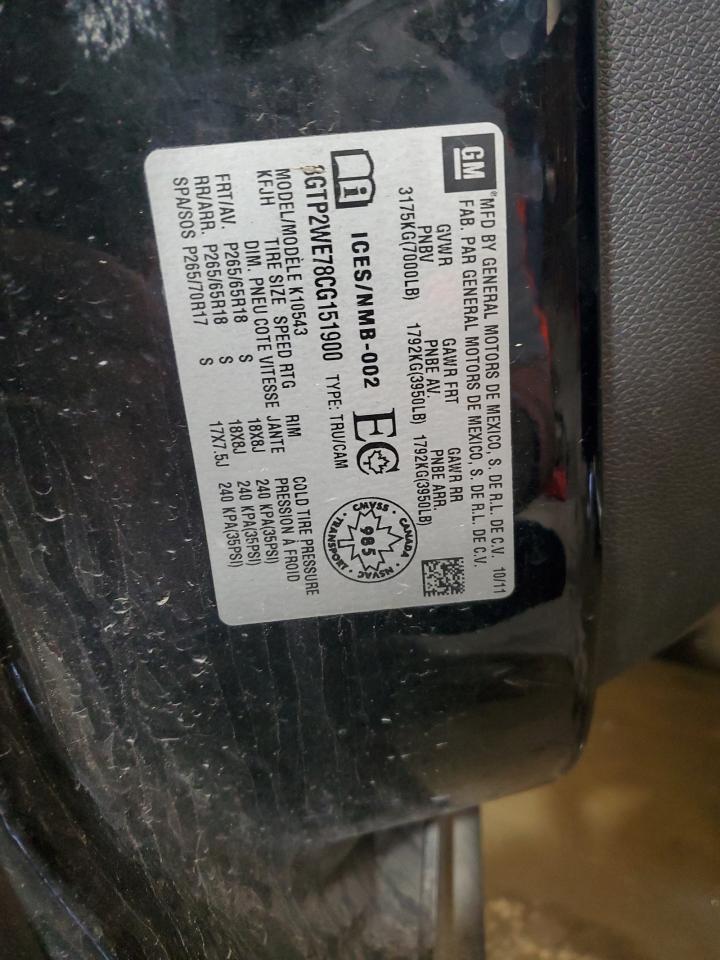 GM
MFD BY GENERAL MOTORS DE MEXICO, S. DE R.L. DE C.V. 10/11
FAB. PAR GENERAL MOTORS DE MEXICO, S. DE R.L. DE C.V.
GVWR GAWR FRT GAWR RR
PNBV PNBE AV. PNBE ARR.
3175KG(7000LB) 1792KG(3950LB) 1792KG(3950LB)
i ICES/NMB-002 EC
CMVSS · CANADA · NSVAC · TRANSPORT ·
985
3GTP2WE78CG151900 TYPE: TRU/CAM
MODEL/MODÈLE K10543
KFJH TIRE SIZE SPEED RTG RIM COLD TIRE PRESSURE
DIM. PNEU COTE VITESSE JANTE PRESSION À FROID
FRT/AV. P265/65R18 S 18X8J 240 KPA(35PSI)
RR/ARR. P265/65R18 S 18X8J 240 KPA(35PSI)
SPA/SOS P265/70R17 S 17X7.5J 240 KPA(35PSI)